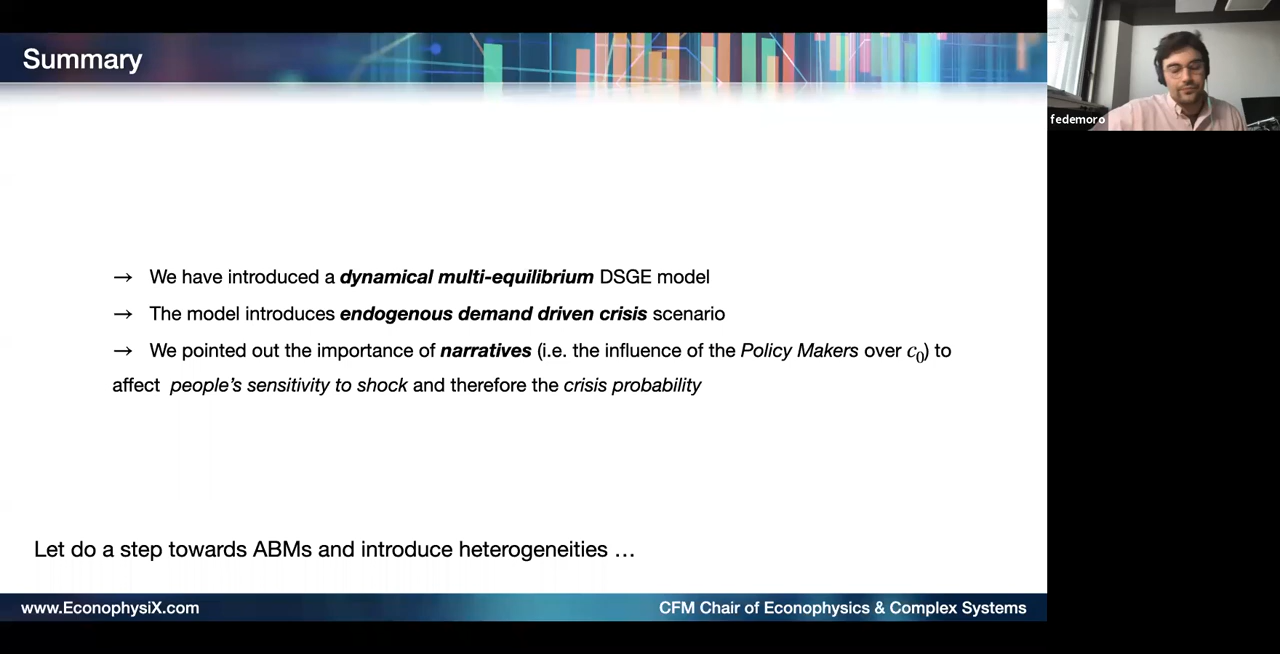 Summary
fedemoro
→ We have introduced a dynamical multi-equilibrium DSGE model
→ The model introduces endogenous demand driven crisis scenario
→ We pointed out the importance of narratives (i.e. the influence of the Policy Makers over c₀) to
affect people’s sensitivity to shock and therefore the crisis probability
Let do a step towards ABMs and introduce heterogeneities …
www.EconophysiX.com
CFM Chair of Econophysics & Complex Systems